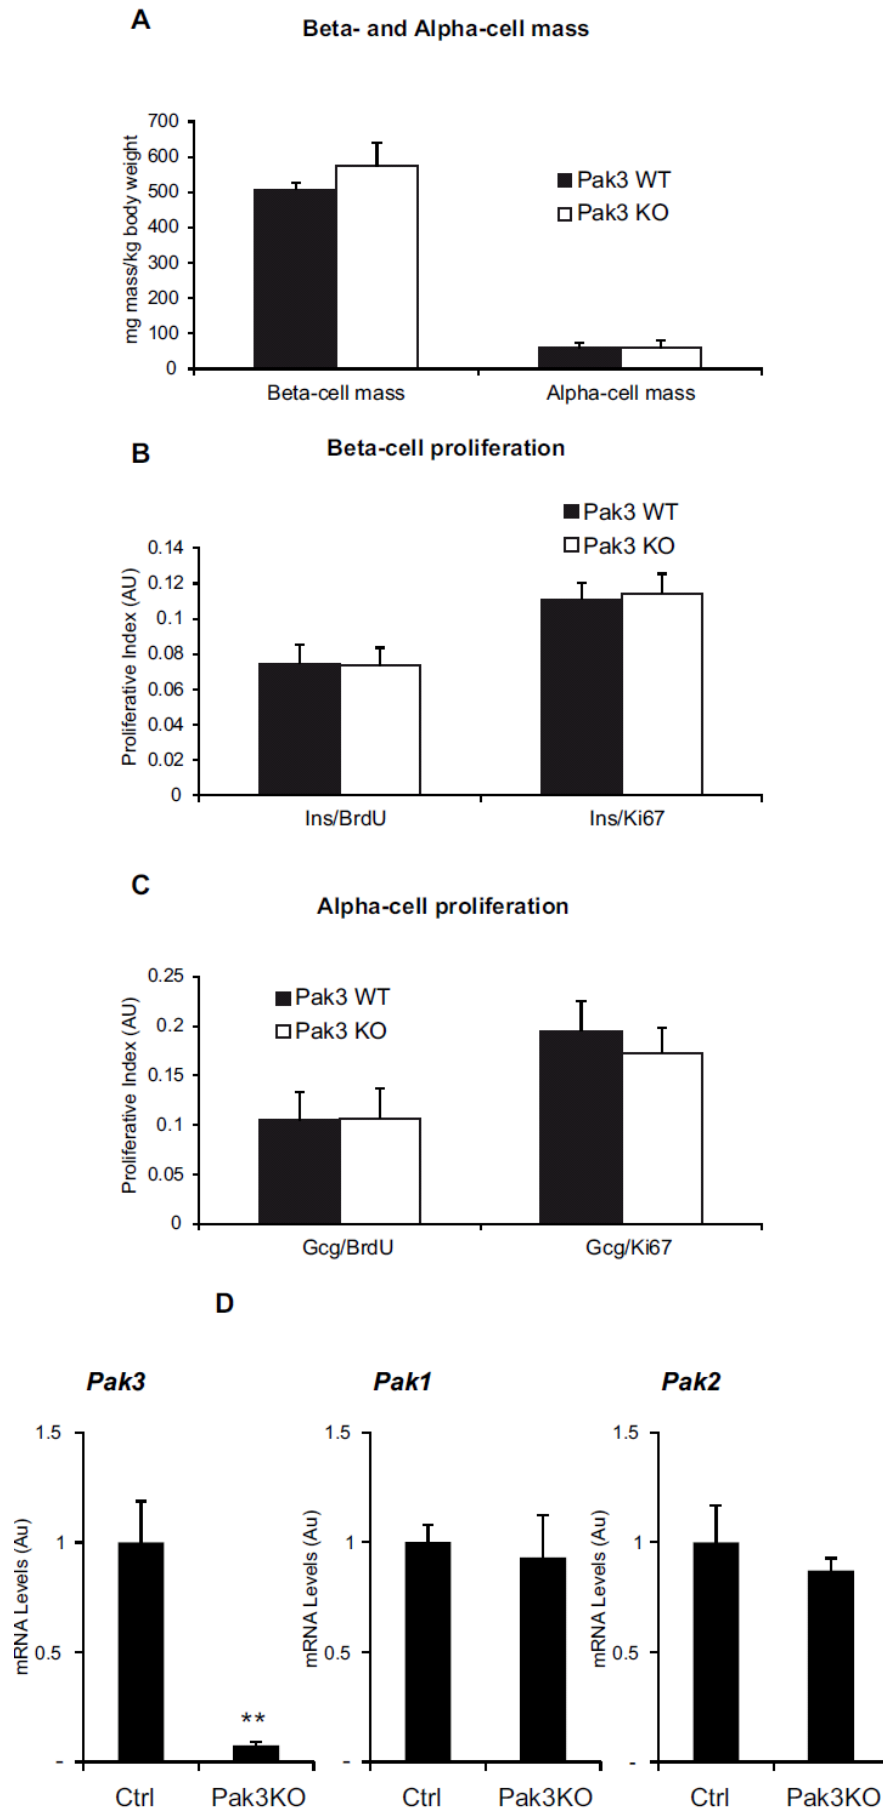 A
Beta- and Alpha-cell mass
mg mass/kg body weight
700
600
500
400
300
200
100
0
Pak3 WT
Pak3 KO
Beta-cell mass
Alpha-cell mass
B
Beta-cell proliferation
Proliferative Index (AU)
0.14
0.12
0.1
0.08
0.06
0.04
0.02
0
Pak3 WT
Pak3 KO
Ins/BrdU
Ins/Ki67
C
Alpha-cell proliferation
Proliferative Index (AU)
0.25
0.2
0.15
0.1
0.05
0
Pak3 WT
Pak3 KO
Gcg/BrdU
Gcg/Ki67
D
Pak3
mRNA Levels (Au)
1.5
1
0.5
-
**
Ctrl
Pak3KO
Pak1
mRNA Levels (Au)
1.5
1
0.5
-
Ctrl
Pak3KO
Pak2
mRNA Levels (Au)
1.5
1
0.5
-
Ctrl
Pak3KO